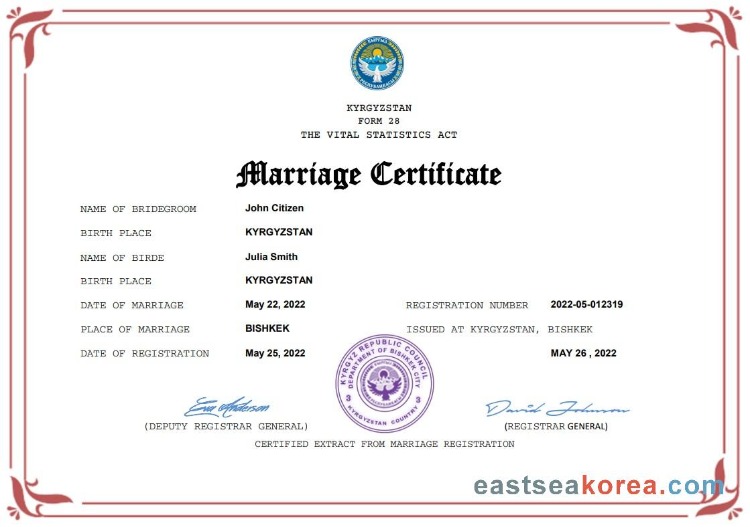 KYRGYZSTAN
FORM 28
THE VITAL STATISTICS ACT
Marriage Certificate
NAME OF BRIDEGROOM John Citizen
BIRTH PLACE KYRGYZSTAN
NAME OF BIRDE Julia Smith
BIRTH PLACE KYRGYZSTAN
DATE OF MARRIAGE May 22, 2022 REGISTRATION NUMBER 2022-05-012319
PLACE OF MARRIAGE BISHKEK ISSUED AT KYRGYZSTAN, BISHKEK
DATE OF REGISTRATION May 25, 2022 MAY 26 , 2022
KYRGYZ REPUBLIC COUNCIL
DEPARTMENT OF BISHKEK CITY
KYRGYZSTAN COUNTRY
Eva Anderson David Johnson
(DEPUTY REGISTRAR GENERAL) (REGISTRAR GENERAL)
CERTIFIED EXTRACT FROM MARRIAGE REGISTRATION
eastseakorea.com